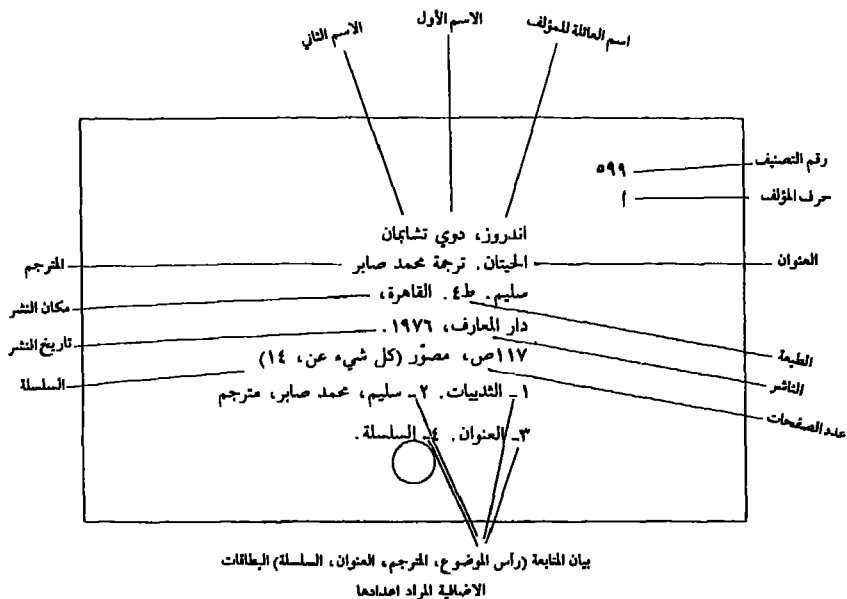 اسم العائلة للمؤلف
الاسم الأول
الاسم الثاني
رقم التصنيف
٥٩٩
حرف المؤلف
أ
اندروز، دوي تشابمان
العنوان
الحيتان. ترجمة محمد صابر
المترجم
سليم. ط٤. القاهرة،
مكان النشر
دار المعارف، ١٩٧٦.
تاريخ النشر
الطبعة
١١٧ص، مصوّر (كل شيء عن، ١٤)
الناشر
السلسلة
١ـ الثدييات. ٢ـ سليم، محمد صابر، مترجم
عدد الصفحات
٣ـ العنوان. ٤ـ السلسلة.
بيان المتابعة (رأس الموضوع، المترجم، العنوان، السلسلة) البطاقات
الاضافية المراد اعدادها